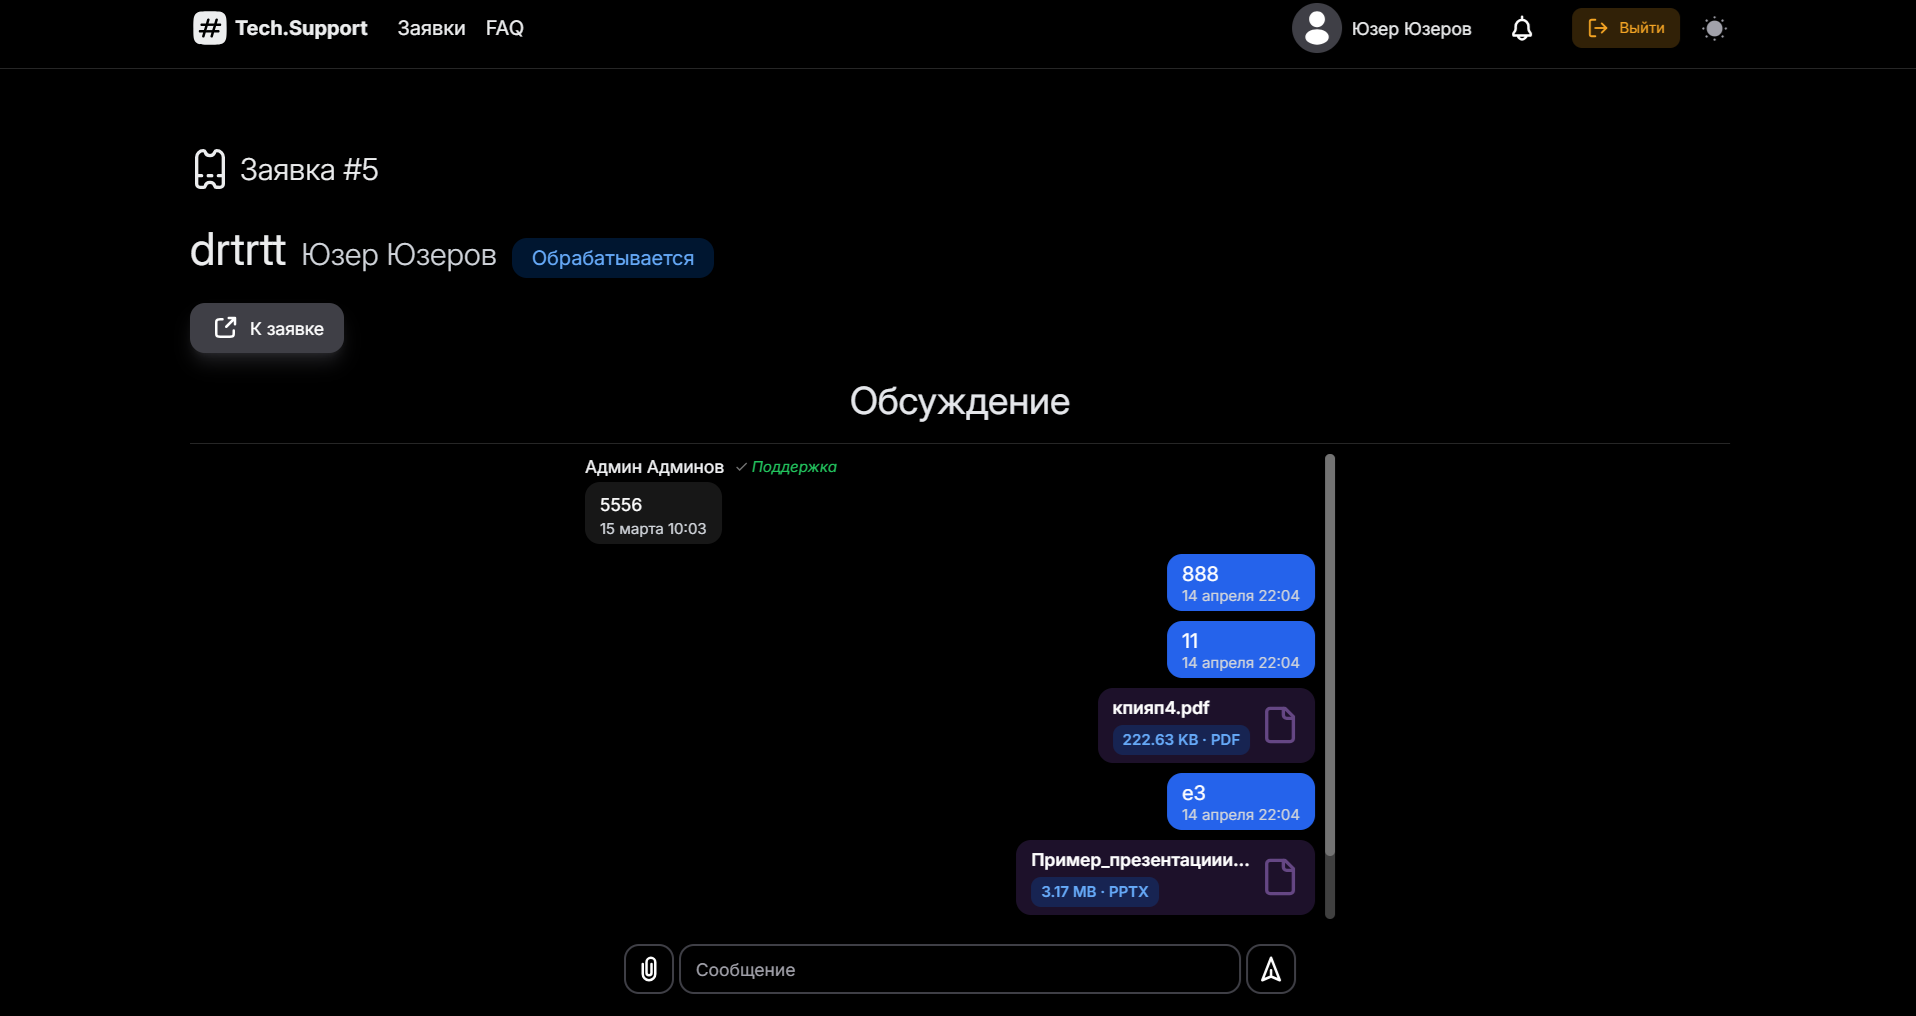 # Tech.Support Заявки FAQ Юзер Юзеров Выйти
Заявка #5
drtrtt Юзер Юзеров Обрабатывается
К заявке
Обсуждение
Админ Админов Поддержка
5556
15 марта 10:03
888
14 апреля 22:04
11
14 апреля 22:04
кпияп4.pdf
222.63 KB · PDF
е3
14 апреля 22:04
Пример_презентациии...
3.17 MB · PPTX
Сообщение